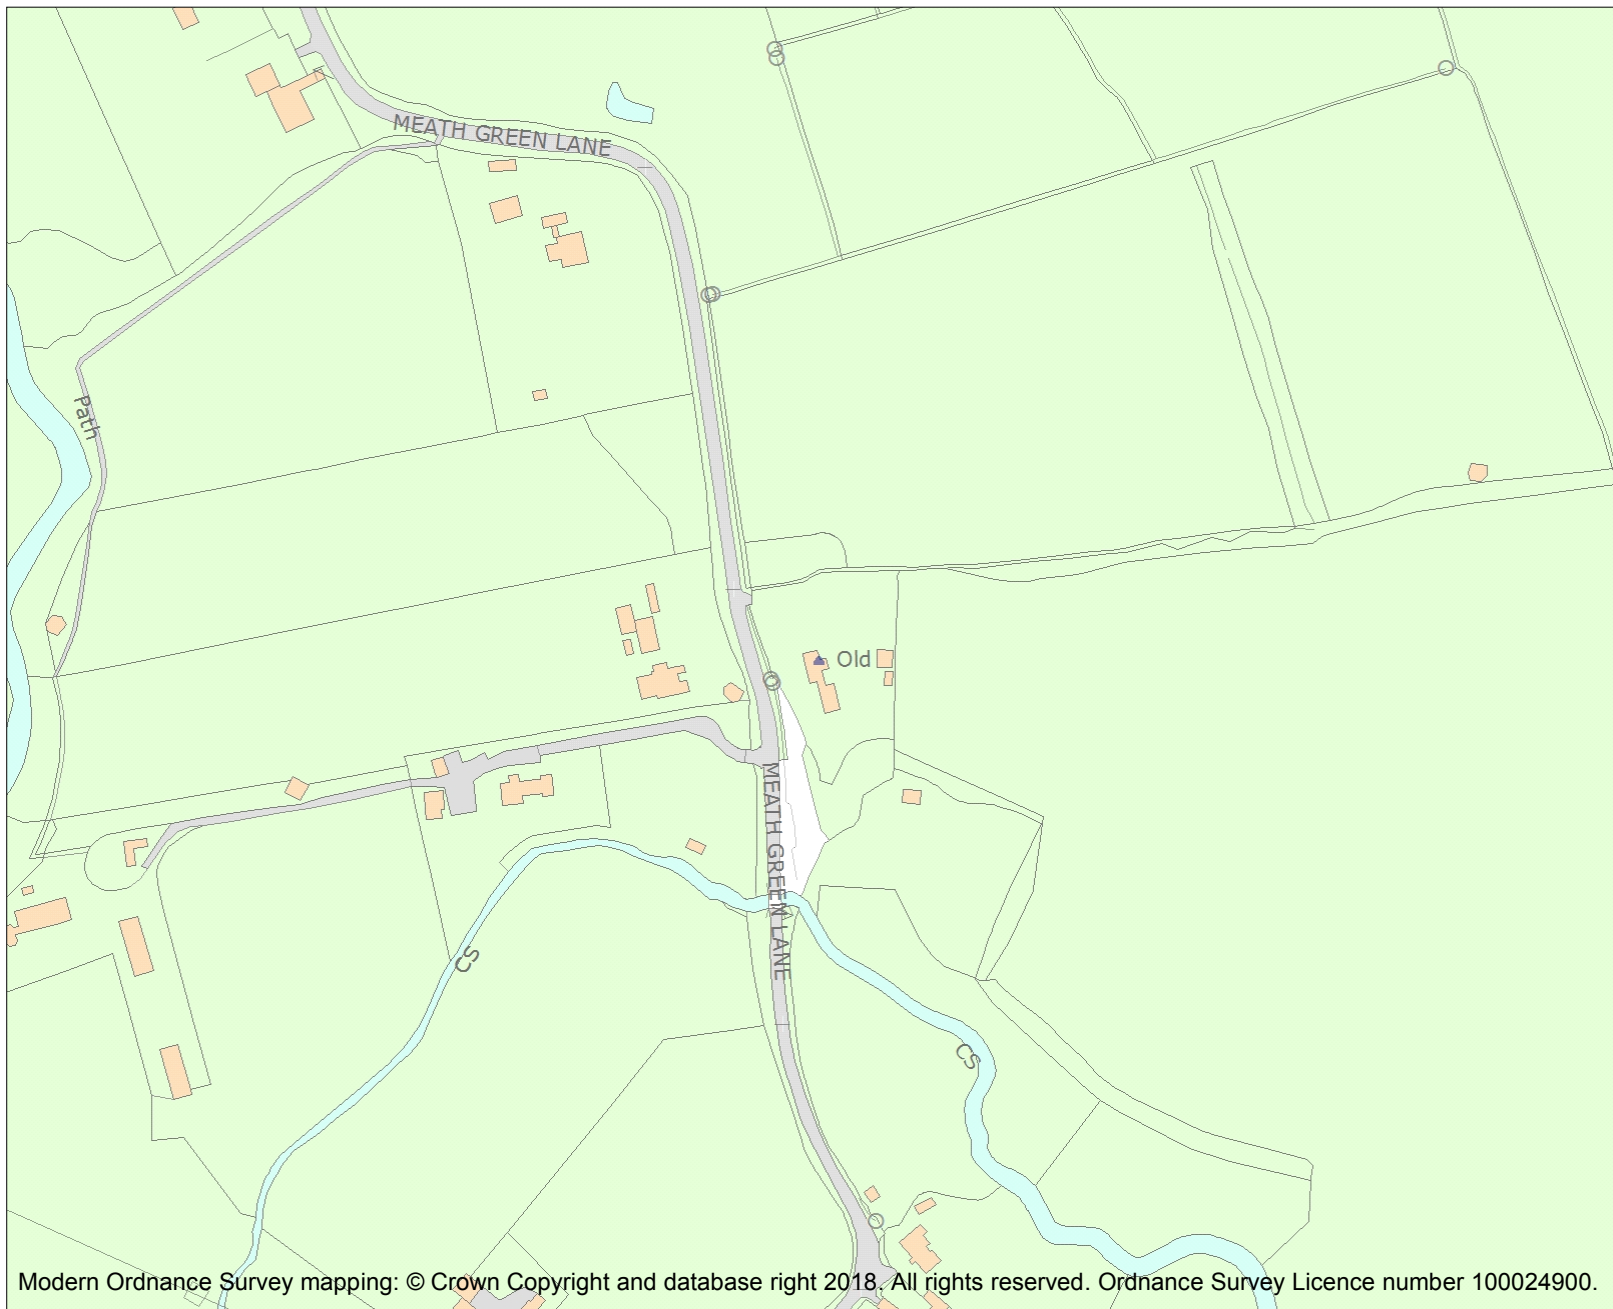 MEATH GREEN LANE
Path
Old
MEATH GREEN LANE
CS
CS
Modern Ordnance Survey mapping: © Crown Copyright and database right 2018. All rights reserved. Ordnance Survey Licence number 100024900.